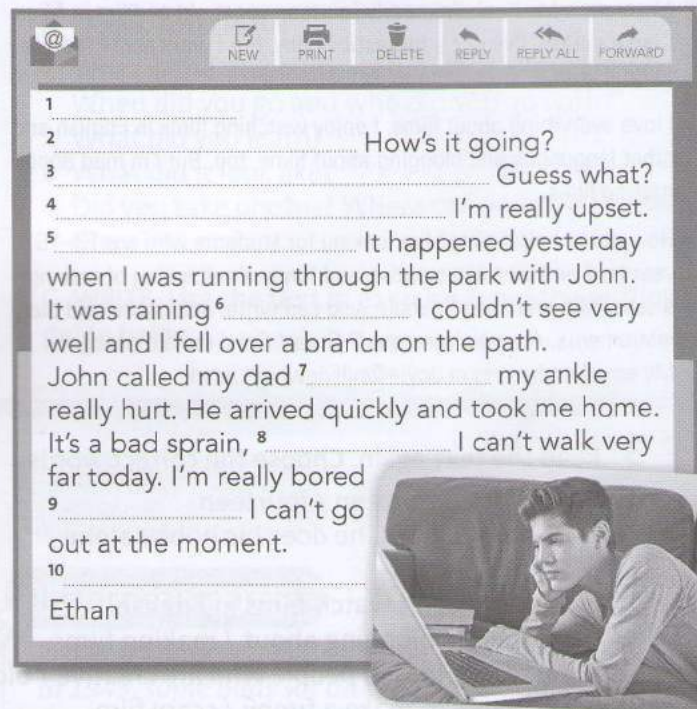 @
NEW PRINT DELETE REPLY REPLY ALL FORWARD
1
2 How's it going?
3 Guess what?
4 I'm really upset.
5 It happened yesterday
when I was running through the park with John.
It was raining 6 I couldn't see very
well and I fell over a branch on the path.
John called my dad 7 my ankle
really hurt. He arrived quickly and took me home.
It's a bad sprain, 8 I can't walk very
far today. I'm really bored
9 I can't go
out at the moment.
10
Ethan